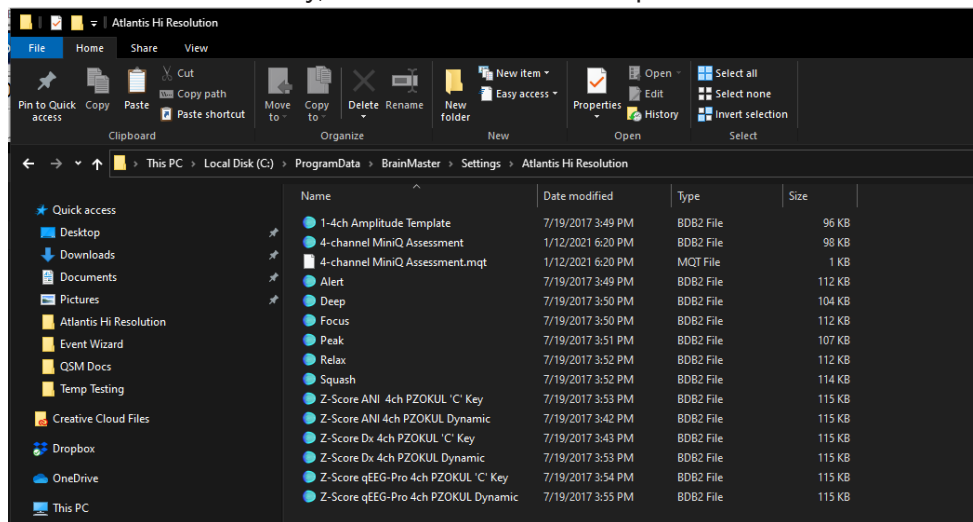 Atlantis Hi Resolution
File Home Share View
Pin to Quick access
Copy
Paste
Cut
Copy path
Paste shortcut
Move to
Copy to
Delete
Rename
New folder
New item
Easy access
Properties
Open
Edit
History
Select all
Select none
Invert selection
Clipboard Organize New Open Select
This PC > Local Disk (C:) > ProgramData > BrainMaster > Settings > Atlantis Hi Resolution
Name Date modified Type Size
Quick access
Desktop
Downloads
Documents
Pictures
Atlantis Hi Resolution
Event Wizard
QSM Docs
Temp Testing
Creative Cloud Files
Dropbox
OneDrive
This PC
1-4ch Amplitude Template 7/19/2017 3:49 PM BDB2 File 96 KB
4-channel MiniQ Assessment 1/12/2021 6:20 PM BDB2 File 98 KB
4-channel MiniQ Assessment.mqt 1/12/2021 6:20 PM MQT File 1 KB
Alert 7/19/2017 3:49 PM BDB2 File 112 KB
Deep 7/19/2017 3:50 PM BDB2 File 104 KB
Focus 7/19/2017 3:50 PM BDB2 File 112 KB
Peak 7/19/2017 3:51 PM BDB2 File 107 KB
Relax 7/19/2017 3:52 PM BDB2 File 112 KB
Squash 7/19/2017 3:52 PM BDB2 File 114 KB
Z-Score ANI 4ch PZOKUL 'C' Key 7/19/2017 3:53 PM BDB2 File 115 KB
Z-Score ANI 4ch PZOKUL Dynamic 7/19/2017 3:42 PM BDB2 File 115 KB
Z-Score Dx 4ch PZOKUL 'C' Key 7/19/2017 3:43 PM BDB2 File 115 KB
Z-Score Dx 4ch PZOKUL Dynamic 7/19/2017 3:53 PM BDB2 File 115 KB
Z-Score qEEG-Pro 4ch PZOKUL 'C' Key 7/19/2017 3:54 PM BDB2 File 115 KB
Z-Score qEEG-Pro 4ch PZOKUL Dynamic 7/19/2017 3:55 PM BDB2 File 115 KB